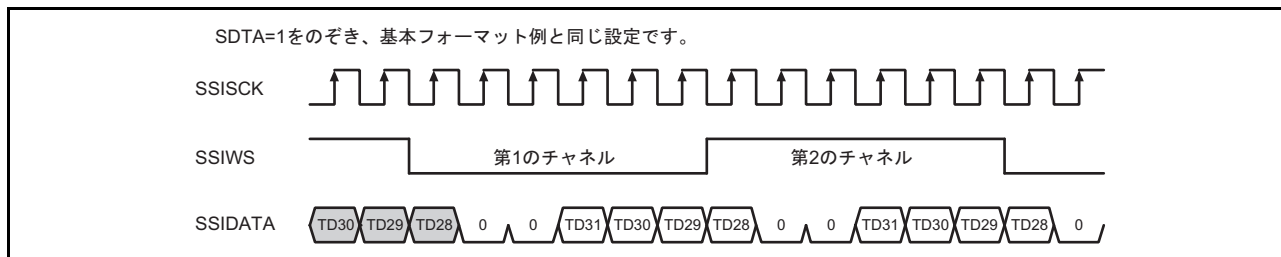 SDTA=1をのぞき、基本フォーマット例と同じ設定です。
SSISCK
SSIWS 第1のチャネル 第2のチャネル
SSIDATA TD30 TD29 TD28 0 0 TD31 TD30 TD29 TD28 0 0 TD31 TD30 TD29 TD28 0